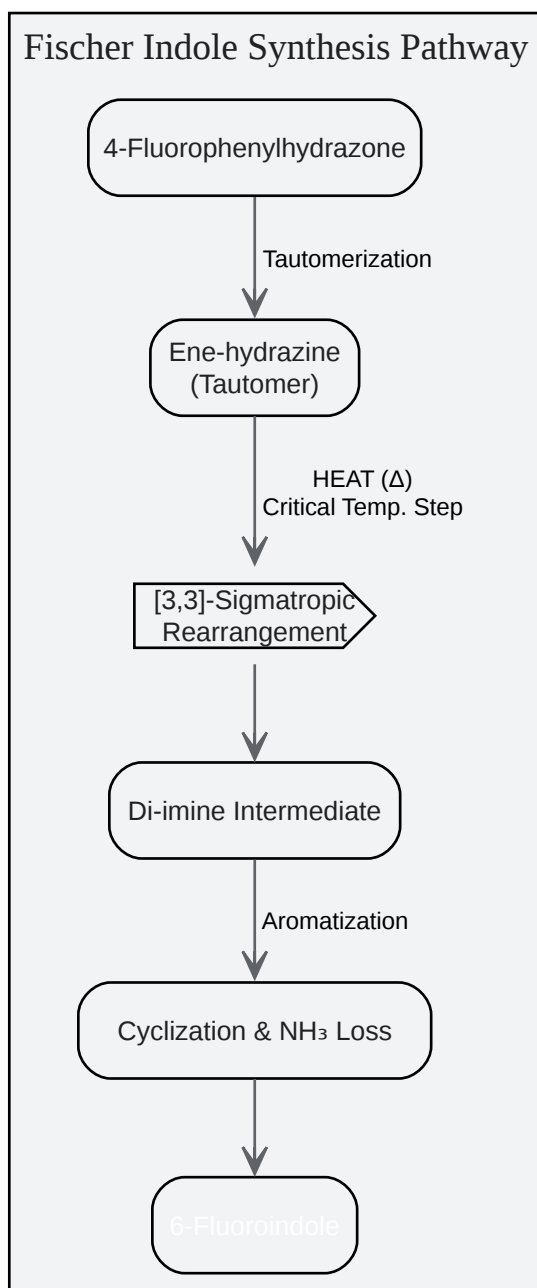 Fischer Indole Synthesis Pathway
4-Fluorophenylhydrazone
Tautomerization
Ene-hydrazine
(Tautomer)
HEAT (Δ)
Critical Temp. Step
[3,3]-Sigmatropic
Rearrangement
Di-imine Intermediate
Aromatization
Cyclization & NH₃ Loss
6-Fluoroindole